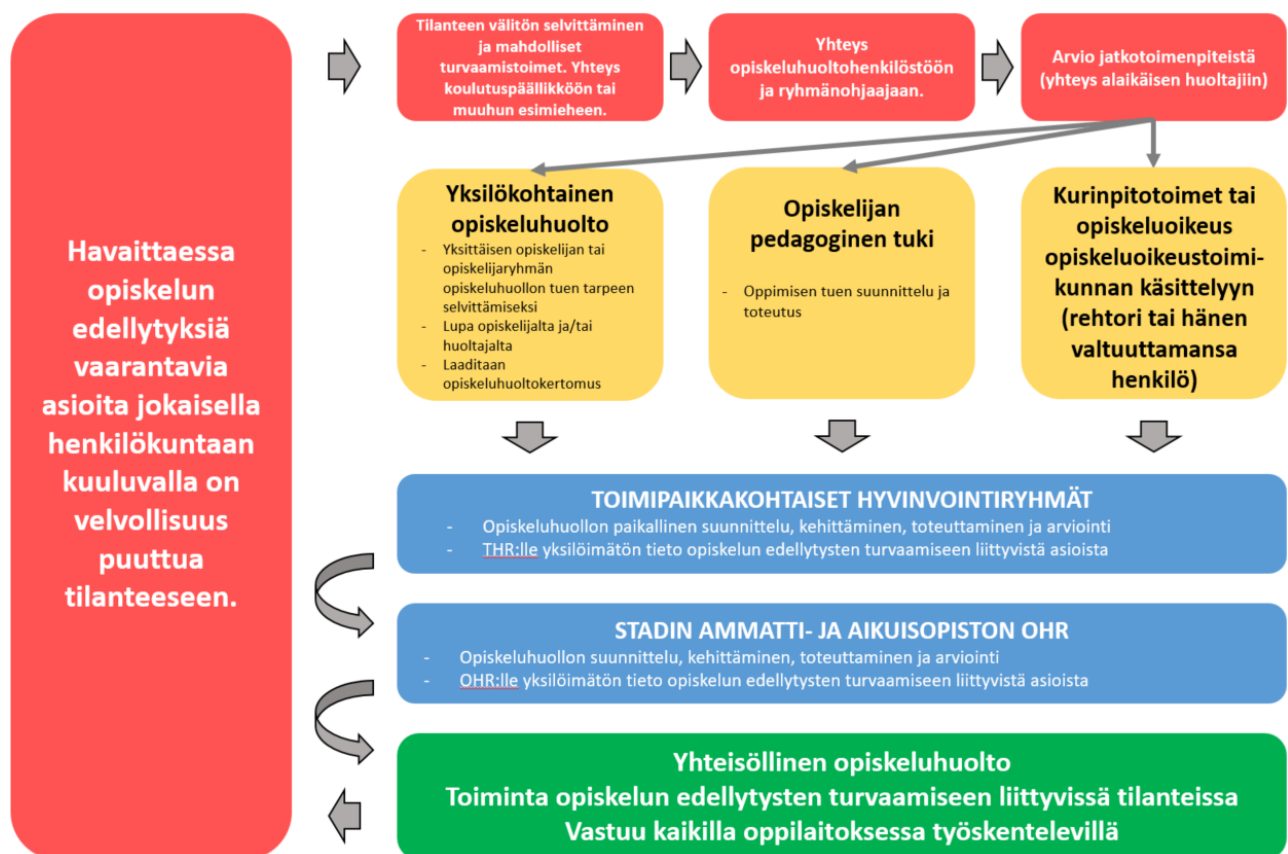 Havaittaessa
opiskelun
edellytyksiä
vaarantavia
asioita jokaisella
henkilökuntaan
kuuluvalla on
velvollisuus
puuttua
tilanteeseen.
Tilanteen välitön selvittäminen
ja mahdolliset
turvaamistoimet. Yhteys
koulutuspäällikköön tai
muuhun esimieheen.
Yhteys
opiskeluhuoltohenkilöstöön
ja ryhmänohjaajaan.
Arvio jatkotoimenpiteistä
(yhteys alaikäisen huoltajiin)
Yksilökohtainen
opiskeluhuolto
- Yksittäisen opiskelijan tai
opiskelijaryhmän
opiskeluhuollon tuen tarpeen
selvittämiseksi
- Lupa opiskelijalta ja/tai
huoltajalta
- Laaditaan
opiskeluhuoltokertomus
Opiskelijan
pedagoginen tuki
- Oppimisen tuen suunnittelu ja
toteutus
Kurinpitotoimet tai
opiskeluoikeus
opiskeluoikeustoimi-
kunnan käsittelyyn
(rehtori tai hänen
valtuuttamansa
henkilö)
TOIMIPAIKKAKOHTAISET HYVINVOINTIRYHMÄT
- Opiskeluhuollon paikallinen suunnittelu, kehittäminen, toteuttaminen ja arviointi
- THR:lle yksilöimätön tieto opiskelun edellytysten turvaamiseen liittyvistä asioista
STADIN AMMATTI- JA AIKUISOPISTON OHR
- Opiskeluhuollon suunnittelu, kehittäminen, toteuttaminen ja arviointi
- OHR:lle yksilöimätön tieto opiskelun edellytysten turvaamiseen liittyvistä asioista
Yhteisöllinen opiskeluhuolto
Toiminta opiskelun edellytysten turvaamiseen liittyvissä tilanteissa
Vastuu kaikilla oppilaitoksessa työskentelevillä